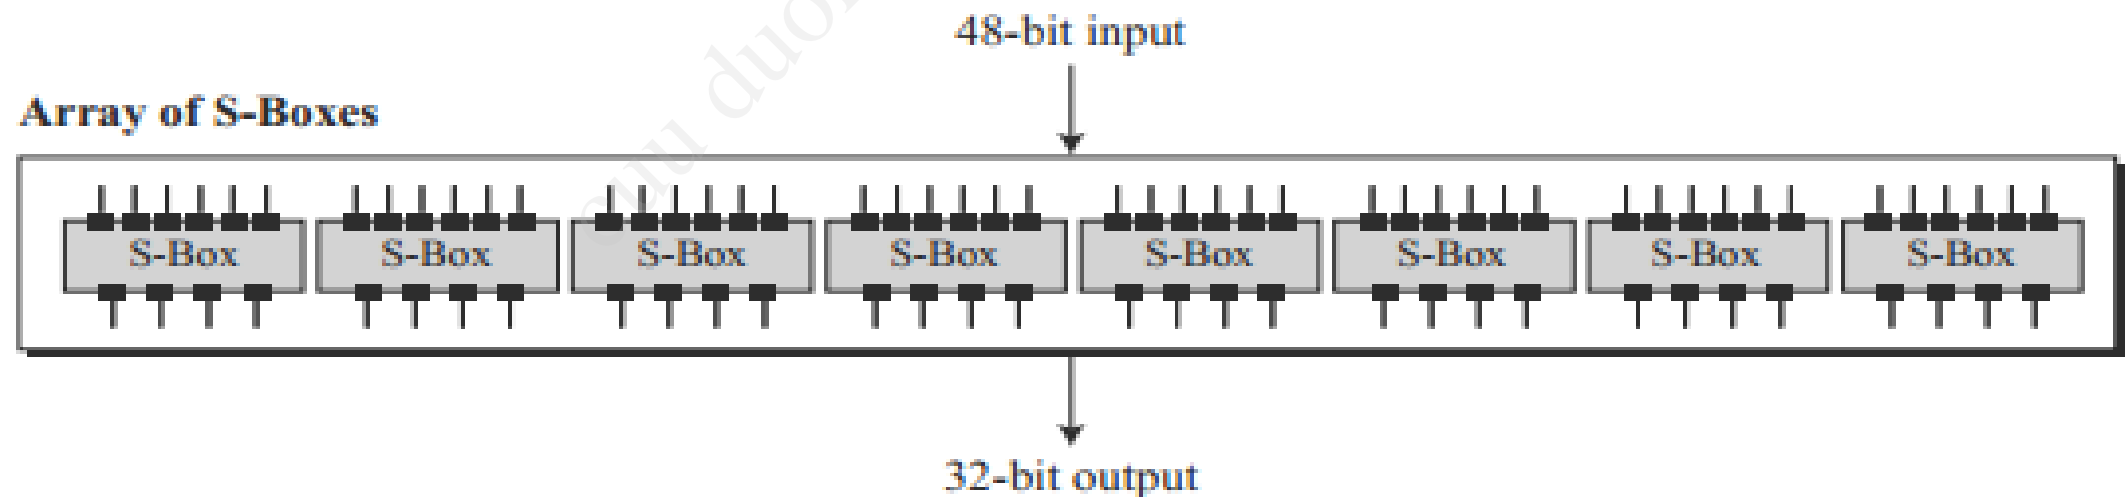 48-bit input
Array of S-Boxes
S-Box S-Box S-Box S-Box S-Box S-Box S-Box S-Box
32-bit output